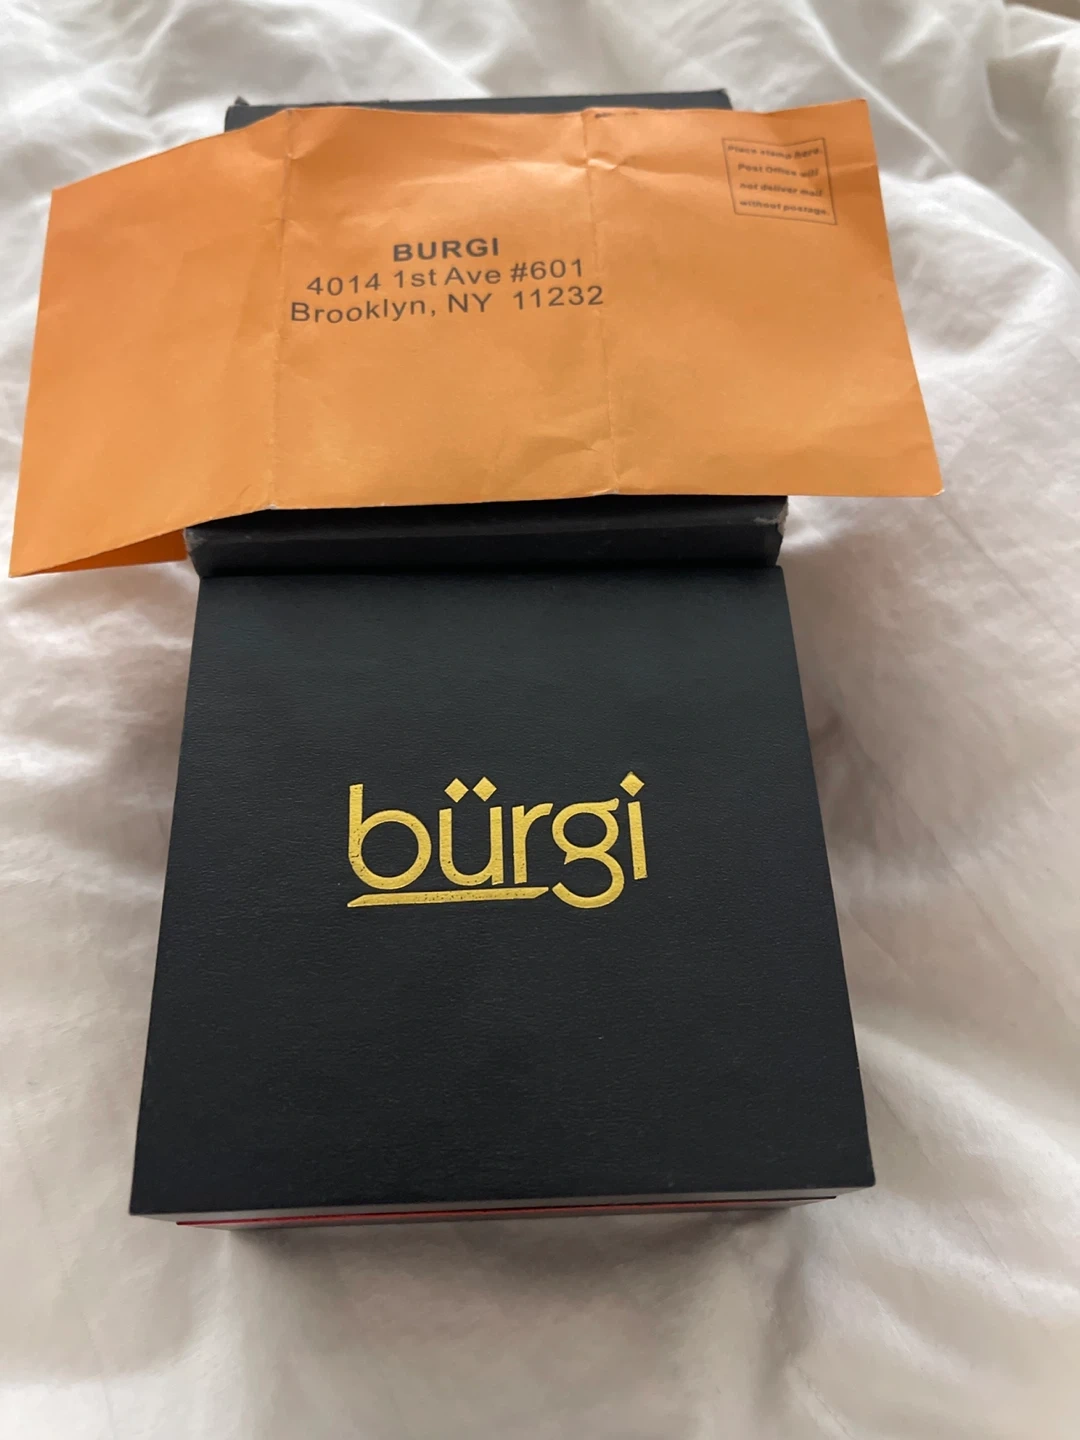 Place stamp here.
Post Office will
not deliver mail
without postage.
BURGI
4014 1st Ave #601
Brooklyn, NY 11232
bürgi